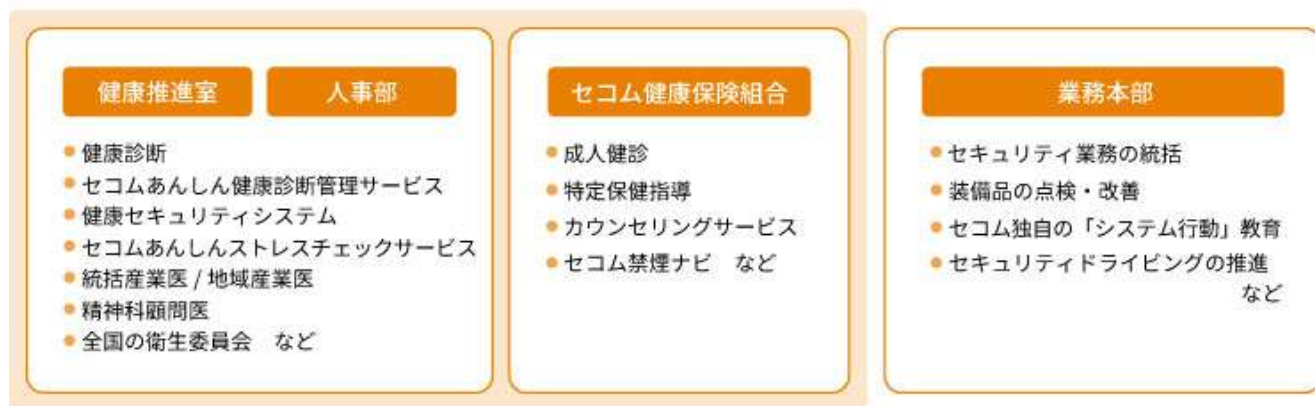 健康推進室
人事部
健康診断
セコムあんしん健康診断管理サービス
健康セキュリティシステム
セコムあんしんストレスチェックサービス
統括産業医 / 地域産業医
精神科顧問医
全国の衛生委員会　など
セコム健康保険組合
成人健診
特定保健指導
カウンセリングサービス
セコム禁煙ナビ　など
業務本部
セキュリティ業務の統括
装備品の点検・改善
セコム独自の「システム行動」教育
セキュリティドライビングの推進
など